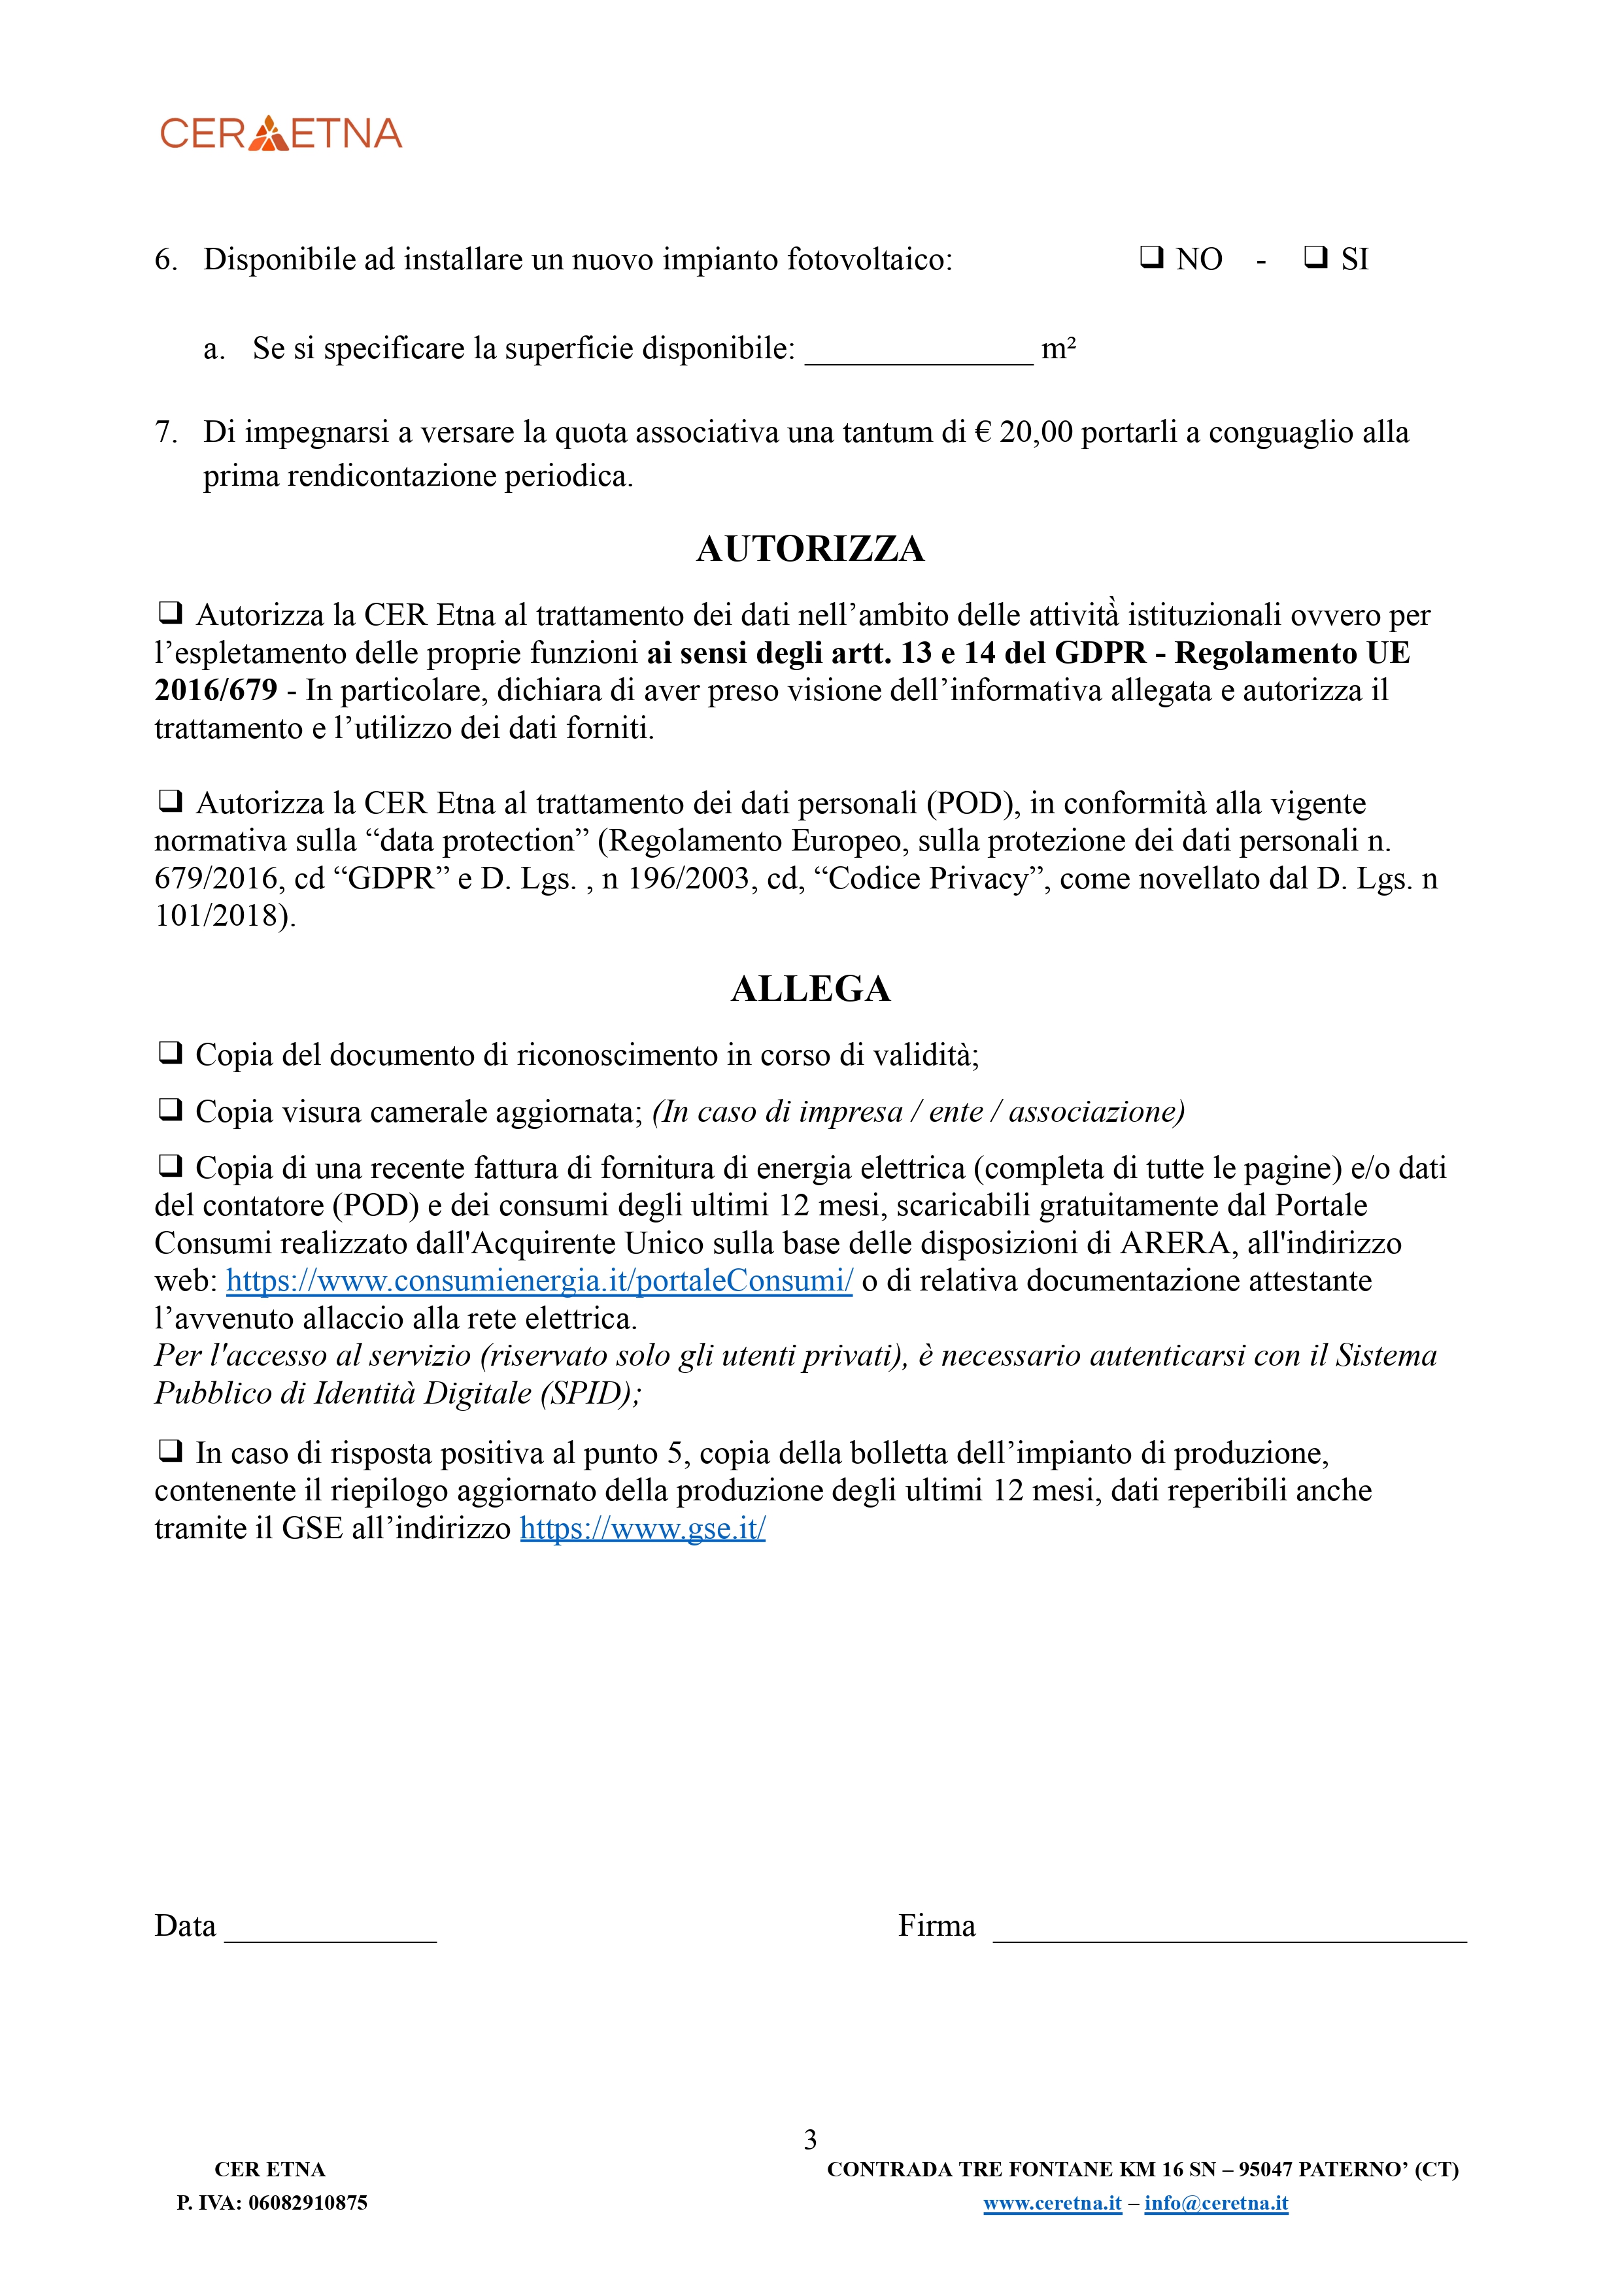 CER ETNA
6. Disponibile ad installare un nuovo impianto fotovoltaico: ❑ NO - ❑ SI
a. Se si specificare la superficie disponibile: ______________ m²
7. Di impegnarsi a versare la quota associativa una tantum di € 20,00 portarli a conguaglio alla
prima rendicontazione periodica.
AUTORIZZA
❑ Autorizza la CER Etna al trattamento dei dati nell’ambito delle attività̀ istituzionali ovvero per
l’espletamento delle proprie funzioni ai sensi degli artt. 13 e 14 del GDPR - Regolamento UE
2016/679 - In particolare, dichiara di aver preso visione dell’informativa allegata e autorizza il
trattamento e l’utilizzo dei dati forniti.
❑ Autorizza la CER Etna al trattamento dei dati personali (POD), in conformità alla vigente
normativa sulla “data protection” (Regolamento Europeo, sulla protezione dei dati personali n.
679/2016, cd “GDPR” e D. Lgs. , n 196/2003, cd, “Codice Privacy”, come novellato dal D. Lgs. n
101/2018).
ALLEGA
❑ Copia del documento di riconoscimento in corso di validità;
❑ Copia visura camerale aggiornata; (In caso di impresa / ente / associazione)
❑ Copia di una recente fattura di fornitura di energia elettrica (completa di tutte le pagine) e/o dati
del contatore (POD) e dei consumi degli ultimi 12 mesi, scaricabili gratuitamente dal Portale
Consumi realizzato dall'Acquirente Unico sulla base delle disposizioni di ARERA, all'indirizzo
web: https://www.consumienergia.it/portaleConsumi/ o di relativa documentazione attestante
l’avvenuto allaccio alla rete elettrica.
Per l'accesso al servizio (riservato solo gli utenti privati), è necessario autenticarsi con il Sistema
Pubblico di Identità Digitale (SPID);
❑ In caso di risposta positiva al punto 5, copia della bolletta dell’impianto di produzione,
contenente il riepilogo aggiornato della produzione degli ultimi 12 mesi, dati reperibili anche
tramite il GSE all’indirizzo https://www.gse.it/
Data _____________ Firma _____________________________
3
CER ETNA CONTRADA TRE FONTANE KM 16 SN – 95047 PATERNO’ (CT)
P. IVA: 06082910875 www.ceretna.it – info@ceretna.it